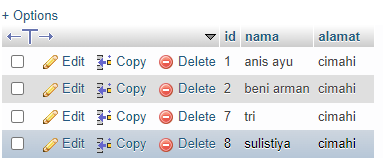 + Options
id nama alamat
Edit Copy Delete 1 anis ayu cimahi
Edit Copy Delete 2 beni arman cimahi
Edit Copy Delete 7 tri cimahi
Edit Copy Delete 8 sulistiya cimahi